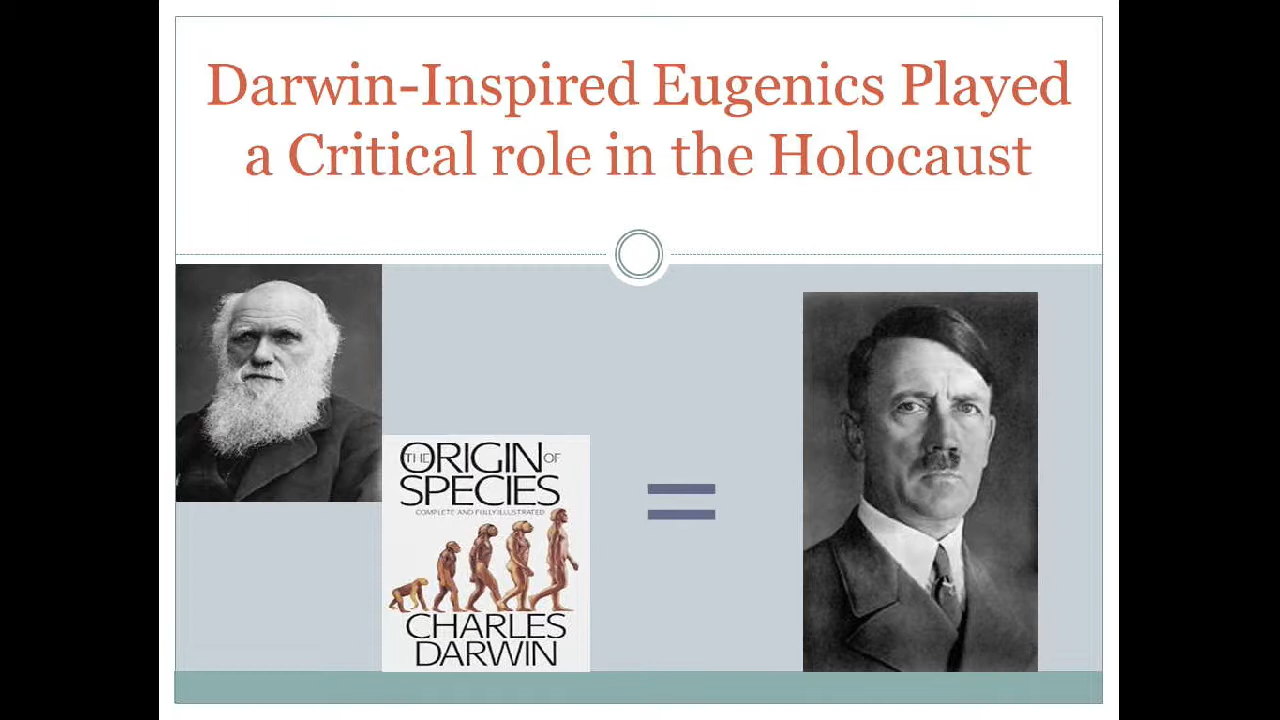 Darwin-Inspired Eugenics Played
a Critical role in the Holocaust
THE ORIGIN OF
SPECIES
COMPLETE AND FULLY ILLUSTRATED
CHARLES
DARWIN
=